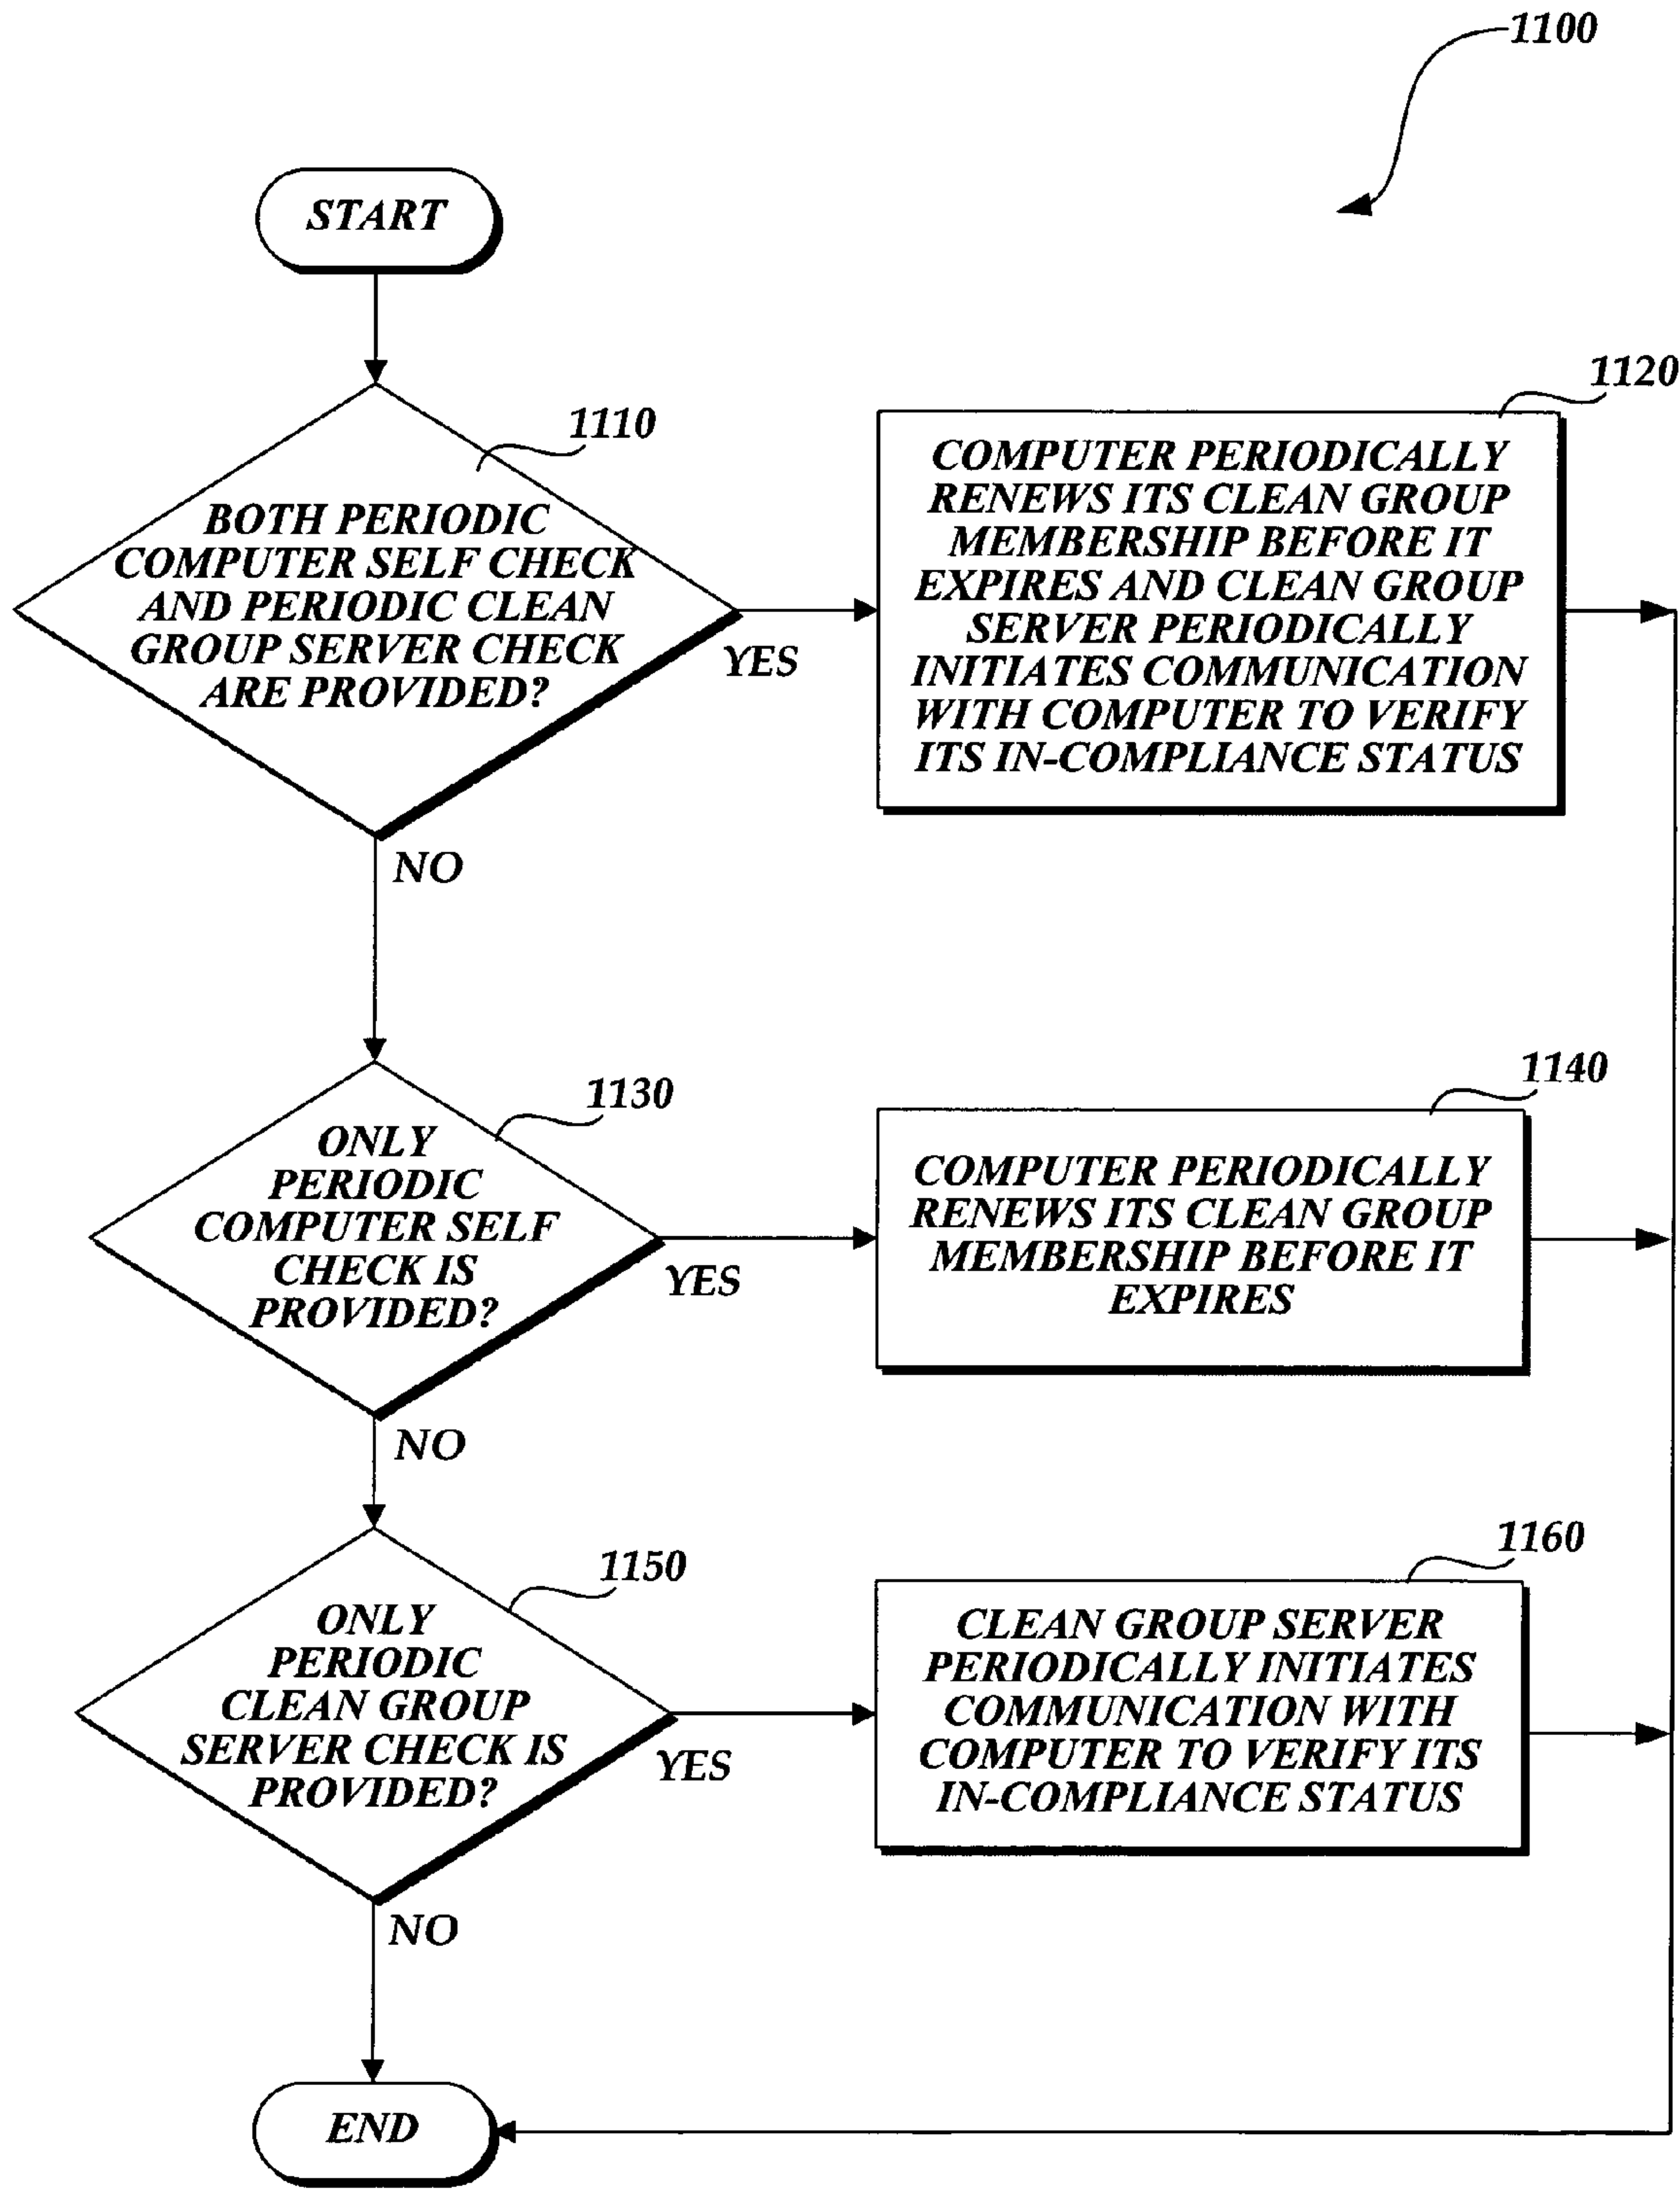 1100
START
1110
BOTH PERIODIC
COMPUTER SELF CHECK
AND PERIODIC CLEAN
GROUP SERVER CHECK
ARE PROVIDED?
YES
NO
1120
COMPUTER PERIODICALLY
RENEWS ITS CLEAN GROUP
MEMBERSHIP BEFORE IT
EXPIRES AND CLEAN GROUP
SERVER PERIODICALLY
INITIATES COMMUNICATION
WITH COMPUTER TO VERIFY
ITS IN-COMPLIANCE STATUS
1130
ONLY
PERIODIC
COMPUTER SELF
CHECK IS
PROVIDED?
YES
NO
1140
COMPUTER PERIODICALLY
RENEWS ITS CLEAN GROUP
MEMBERSHIP BEFORE IT
EXPIRES
1150
ONLY
PERIODIC
CLEAN GROUP
SERVER CHECK IS
PROVIDED?
YES
NO
1160
CLEAN GROUP SERVER
PERIODICALLY INITIATES
COMMUNICATION WITH
COMPUTER TO VERIFY ITS
IN-COMPLIANCE STATUS
END